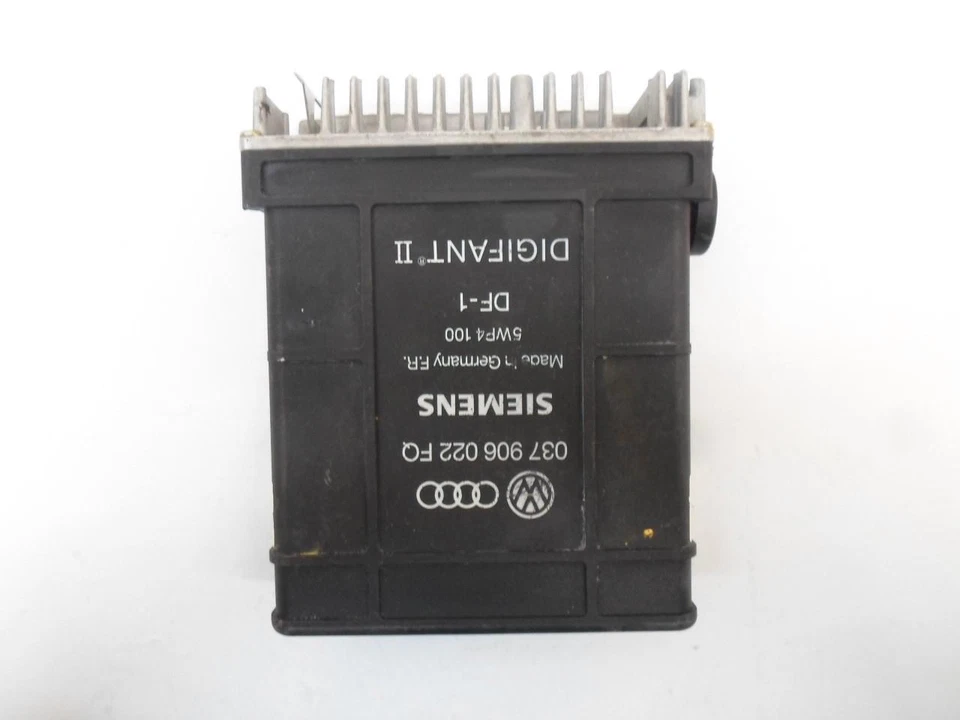 037 906 022 FQ
SIEMENS
Made in Germany F.R.
5WP4 100
DF-1
DIGIFANT® II